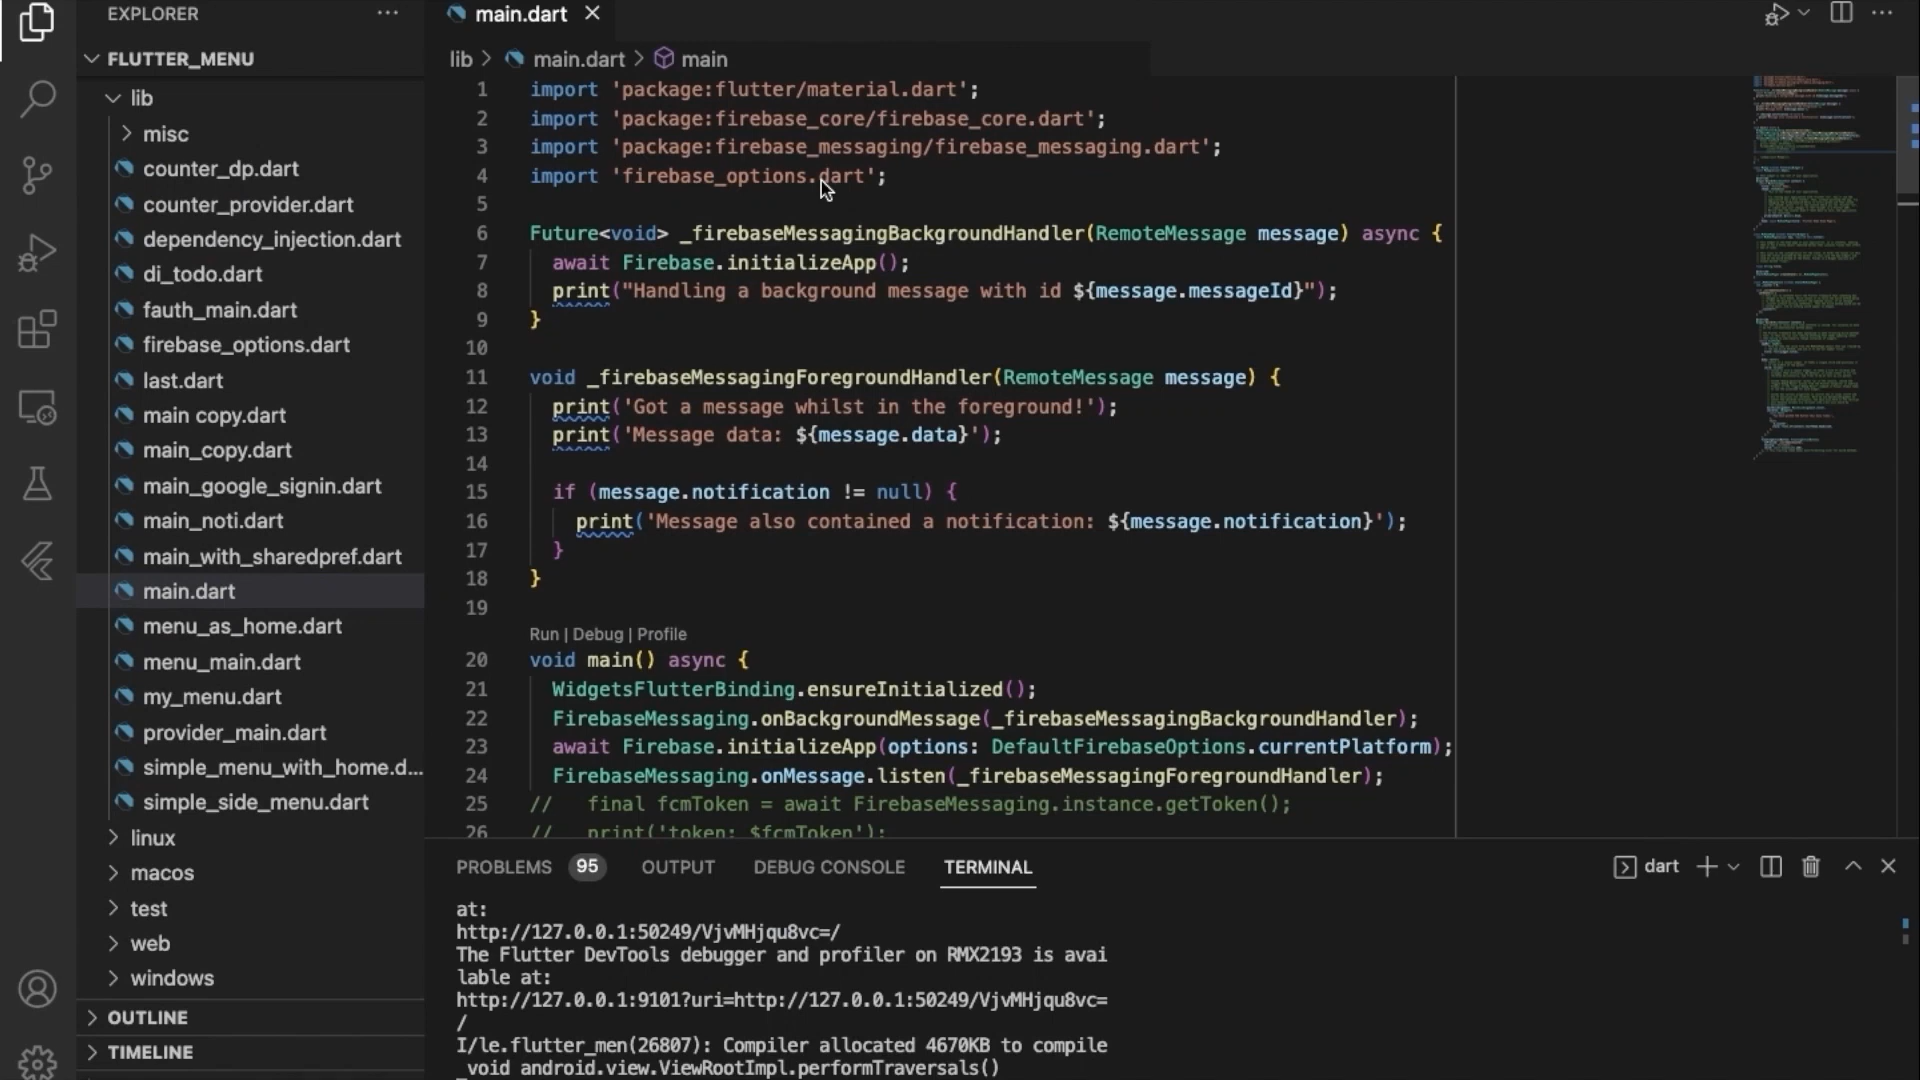 EXPLORER
FLUTTER_MENU
lib
misc
counter_dp.dart
counter_provider.dart
dependency_injection.dart
di_todo.dart
fauth_main.dart
firebase_options.dart
last.dart
main copy.dart
main_copy.dart
main_google_signin.dart
main_noti.dart
main_with_sharedpref.dart
main.dart
menu_as_home.dart
menu_main.dart
my_menu.dart
provider_main.dart
simple_menu_with_home.d...
simple_side_menu.dart
linux
macos
test
web
windows
OUTLINE
TIMELINE
main.dart
lib > main.dart > main
1 import 'package:flutter/material.dart';
2 import 'package:firebase_core/firebase_core.dart';
3 import 'package:firebase_messaging/firebase_messaging.dart';
4 import 'firebase_options.dart';
5
6 Future<void> _firebaseMessagingBackgroundHandler(RemoteMessage message) async {
7 await Firebase.initializeApp();
8 print("Handling a background message with id ${message.messageId}");
9 }
10
11 void _firebaseMessagingForegroundHandler(RemoteMessage message) {
12 print('Got a message whilst in the foreground!');
13 print('Message data: ${message.data}');
14
15 if (message.notification != null) {
16 print('Message also contained a notification: ${message.notification}');
17 }
18 }
19
Run | Debug | Profile
20 void main() async {
21 WidgetsFlutterBinding.ensureInitialized();
22 FirebaseMessaging.onBackgroundMessage(_firebaseMessagingBackgroundHandler);
23 await Firebase.initializeApp(options: DefaultFirebaseOptions.currentPlatform);
24 FirebaseMessaging.onMessage.listen(_firebaseMessagingForegroundHandler);
25 // final fcmToken = await FirebaseMessaging.instance.getToken();
26 // print('token: $fcmToken');
PROBLEMS 95 OUTPUT DEBUG CONSOLE TERMINAL dart
at:
http://127.0.0.1:50249/VjvMHjqu8vc=/
The Flutter DevTools debugger and profiler on RMX2193 is avai
lable at:
http://127.0.0.1:9101?uri=http://127.0.0.1:50249/VjvMHjqu8vc=
/
I/le.flutter_men(26807): Compiler allocated 4670KB to compile
_void android.view.ViewRootImpl.performTraversals()